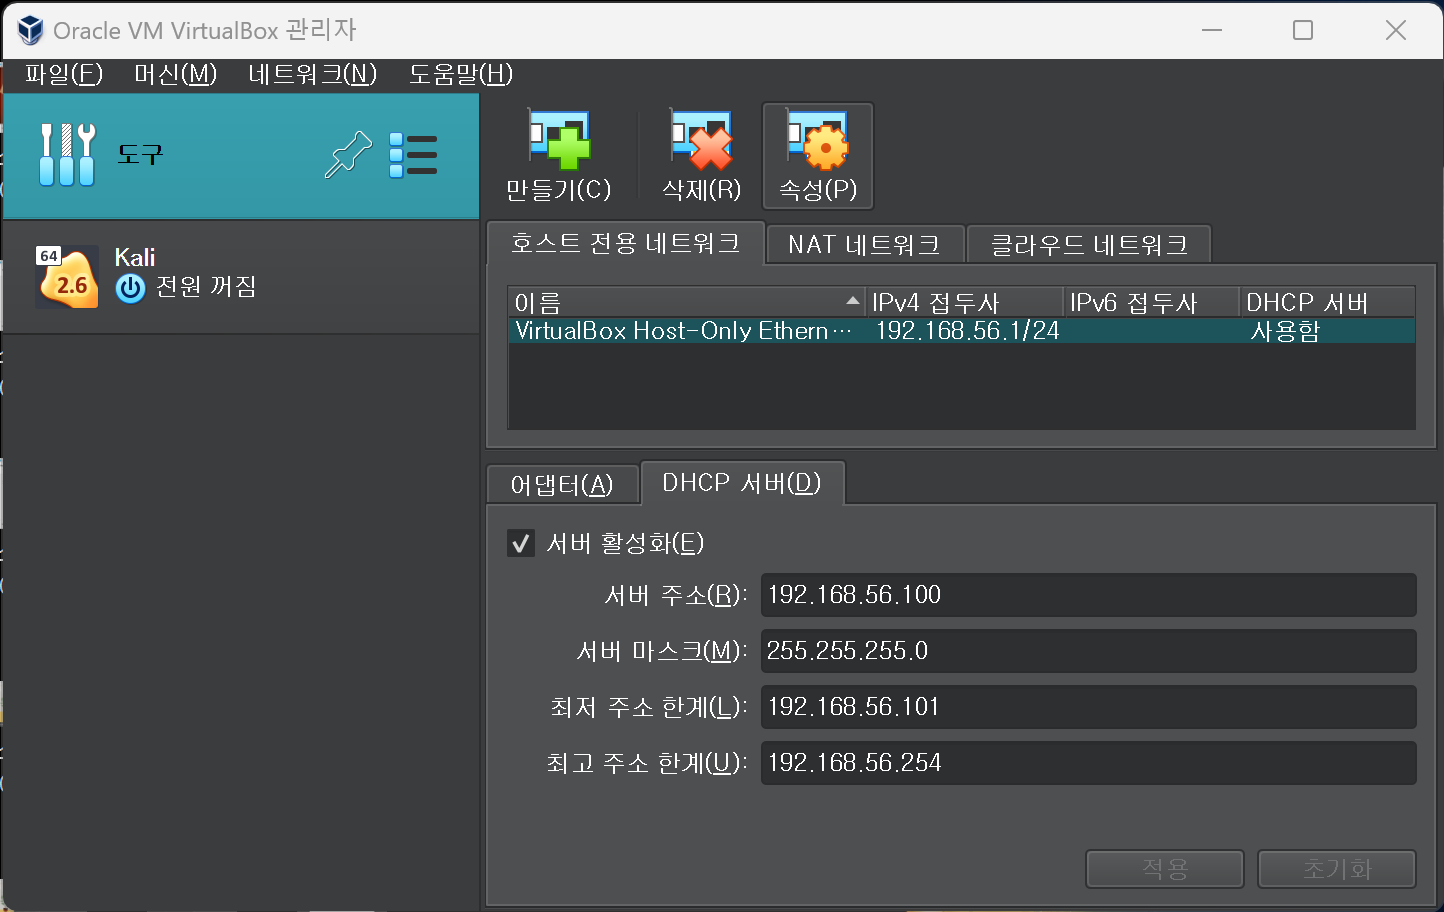 Oracle VM VirtualBox 관리자
파일(F) 머신(M) 네트워크(N) 도움말(H)
도구
만들기(C) 삭제(R) 속성(P)
64
2.6
Kali
전원 꺼짐
호스트 전용 네트워크 NAT 네트워크 클라우드 네트워크
이름 IPv4 접두사 IPv6 접두사 DHCP 서버
VirtualBox Host-Only Ethern… 192.168.56.1/24 사용함
어댑터(A) DHCP 서버(D)
서버 활성화(E)
서버 주소(R): 192.168.56.100
서버 마스크(M): 255.255.255.0
최저 주소 한계(L): 192.168.56.101
최고 주소 한계(U): 192.168.56.254
적용 초기화